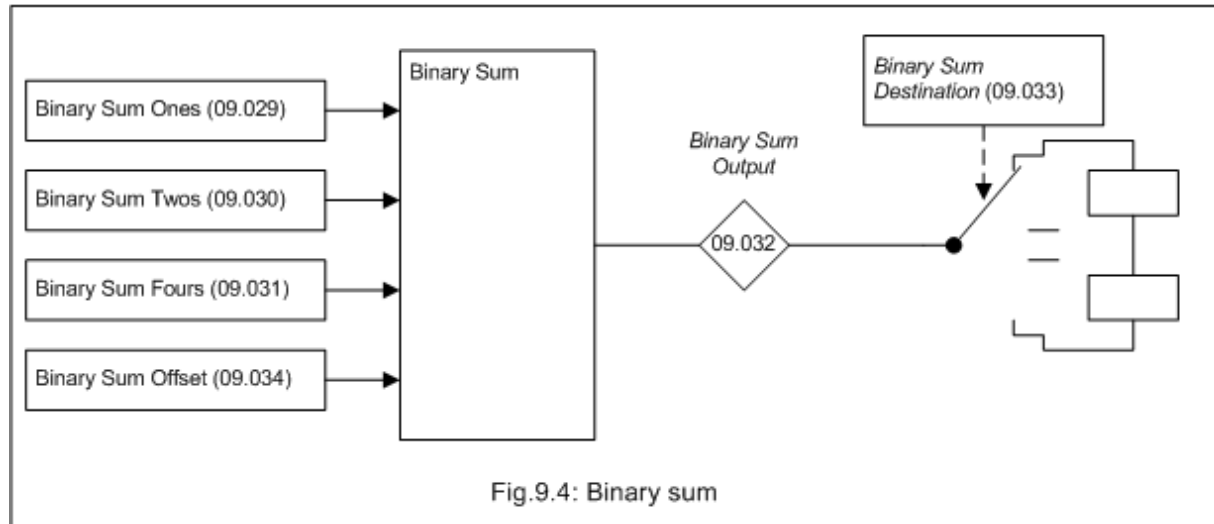 Binary Sum Ones (09.029)
Binary Sum Twos (09.030)
Binary Sum Fours (09.031)
Binary Sum Offset (09.034)
Binary Sum
Binary Sum
Output
09.032
Binary Sum
Destination (09.033)
Fig.9.4: Binary sum